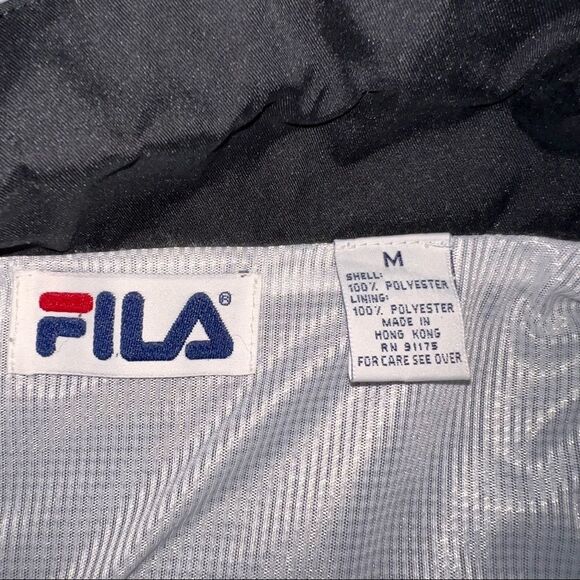 FILA®
M
SHELL:
100% POLYESTER
LINING:
100% POLYESTER
MADE IN
HONG KONG
RN 91175
FOR CARE SEE OVER